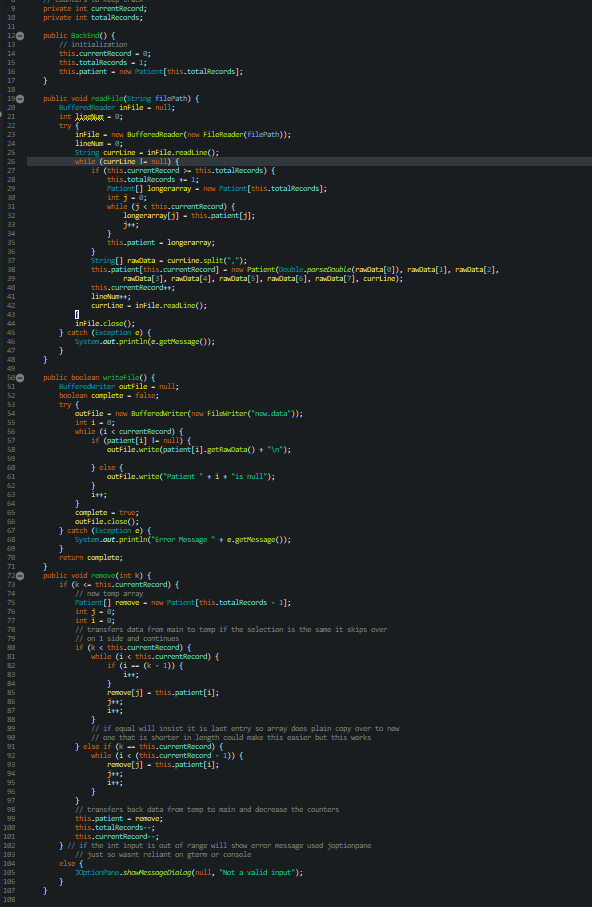 // counters to keep track
9 private int currentRecord;
10 private int totalRecords;
11
12 public BackEnd() {
13 // initialization
14 this.currentRecord = 0;
15 this.totalRecords = 1;
16 this.patient = new Patient[this.totalRecords];
17 }
18
19 public void readFile(String filePath) {
20 BufferedReader inFile = null;
21 int lineNum = 0;
22 try {
23 inFile = new BufferedReader(new FileReader(filePath));
24 lineNum = 0;
25 String currLine = inFile.readLine();
26 while (currLine != null) {
27 if (this.currentRecord >= this.totalRecords) {
28 this.totalRecords += 1;
29 Patient[] longerarray = new Patient[this.totalRecords];
30 int j = 0;
31 while (j < this.currentRecord) {
32 longerarray[j] = this.patient[j];
33 j++;
34 }
35 this.patient = longerarray;
36 }
37 String[] rawData = currLine.split(",");
38 this.patient[this.currentRecord] = new Patient(Double.parseDouble(rawData[0]), rawData[1], rawData[2],
39 rawData[3], rawData[4], rawData[5], rawData[6], rawData[7], currLine);
40 this.currentRecord++;
41 lineNum++;
42 currLine = inFile.readLine();
43 }
44 inFile.close();
45 } catch (Exception e) {
46 System.out.println(e.getMessage());
47 }
48 }
49
50 public boolean writeFile() {
51 BufferedWriter outFile = null;
52 boolean complete = false;
53 try {
54 outFile = new BufferedWriter(new FileWriter("new.data"));
55 int i = 0;
56 while (i < currentRecord) {
57 if (patient[i] != null) {
58 outFile.write(patient[i].getRawData() + "\n");
59
60 } else {
61 outFile.write("Patient " + i + "is null");
62 }
63 i++;
64 }
65 complete = true;
66 outFile.close();
67 } catch (Exception e) {
68 System.out.println("Error Message " + e.getMessage());
69 }
70 return complete;
71 }
72 public void remove(int k) {
73 if (k <= this.currentRecord) {
74 // new temp array
75 Patient[] remove = new Patient[this.totalRecords - 1];
76 int j = 0;
77 int i = 0;
78 // transfers data from main to temp if the selection is the same it skips over
79 // on 1 side and continues
80 if (k < this.currentRecord) {
81 while (i < this.currentRecord) {
82 if (i == (k - 1)) {
83 i++;
84 }
85 remove[j] = this.patient[i];
86 j++;
87 i++;
88 }
89 // if equal will insist it is last entry so array does plain copy over to new
90 // one that is shorter in length could make this easier but this works
91 } else if (k == this.currentRecord) {
92 while (i < (this.currentRecord - 1)) {
93 remove[j] = this.patient[i];
94 j++;
95 i++;
96 }
97 }
98 // transfers back data from temp to main and decrease the counters
99 this.patient = remove;
100 this.totalRecords--;
101 this.currentRecord--;
102 } // if the int input is out of range will show error message used joptionpane
103 // just so wasnt reliant on gterm or console
104 else {
105 JOptionPane.showMessageDialog(null, "Not a valid input");
106 }
107 }
108